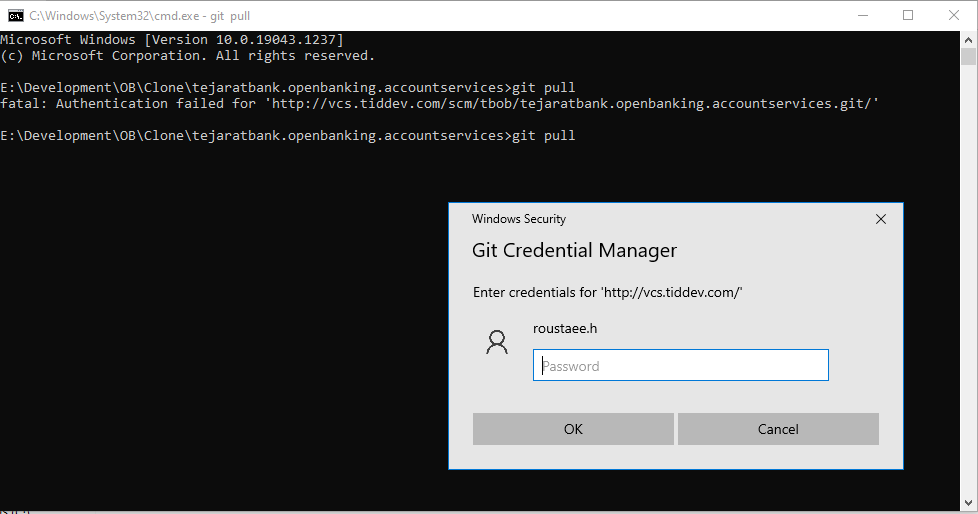 C:\Windows\System32\cmd.exe - git pull
Microsoft Windows [Version 10.0.19043.1237]
(c) Microsoft Corporation. All rights reserved.
E:\Development\OB\Clone\tejaratbank.openbanking.accountservices>git pull
fatal: Authentication failed for 'http://vcs.tiddev.com/scm/tbob/tejaratbank.openbanking.accountservices.git/'
E:\Development\OB\Clone\tejaratbank.openbanking.accountservices>git pull
Windows Security
Git Credential Manager
Enter credentials for 'http://vcs.tiddev.com/'
roustaee.h
Password
OK Cancel